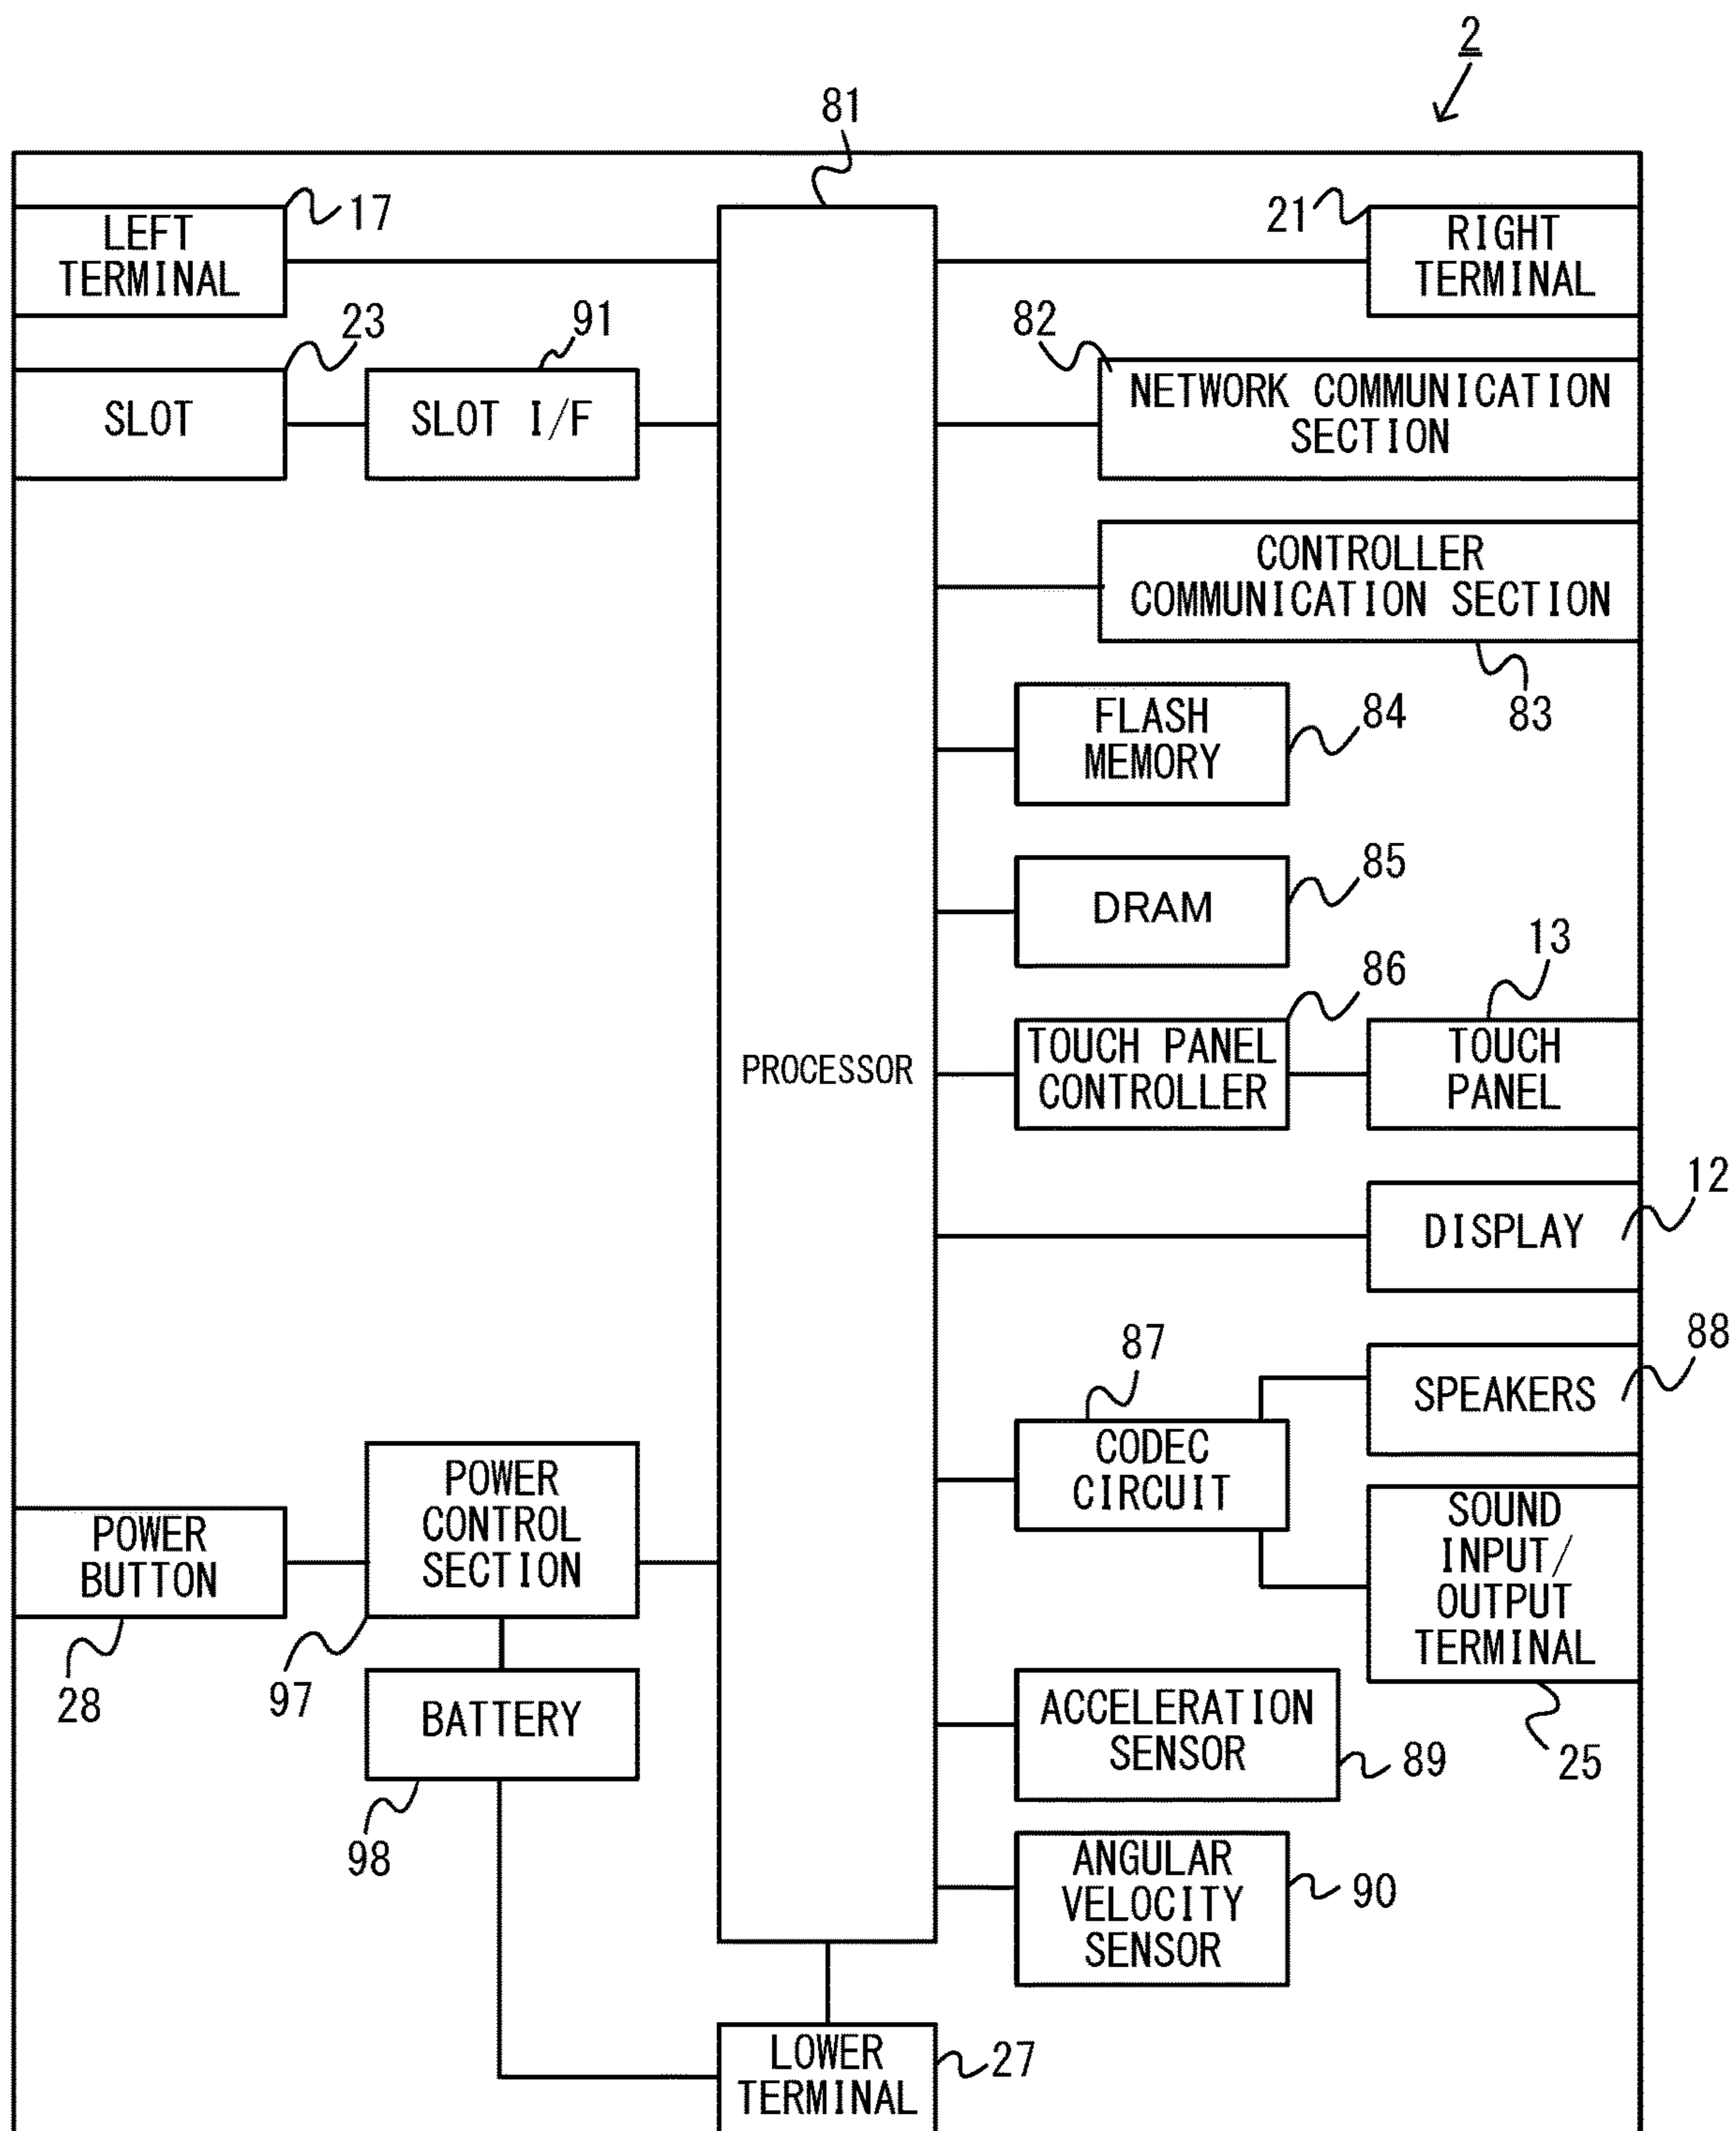 2
81
17
LEFT
TERMINAL
21
RIGHT
TERMINAL
23
SLOT
91
SLOT I/F
82
NETWORK COMMUNICATION
SECTION
CONTROLLER
COMMUNICATION SECTION
83
FLASH
MEMORY
84
DRAM
85
PROCESSOR
86
TOUCH PANEL
CONTROLLER
13
TOUCH
PANEL
12
DISPLAY
88
SPEAKERS
87
CODEC
CIRCUIT
SOUND
INPUT/
OUTPUT
TERMINAL
25
POWER
BUTTON
28
POWER
CONTROL
SECTION
97
BATTERY
98
ACCELERATION
SENSOR
89
ANGULAR
VELOCITY
SENSOR
90
LOWER
TERMINAL
27